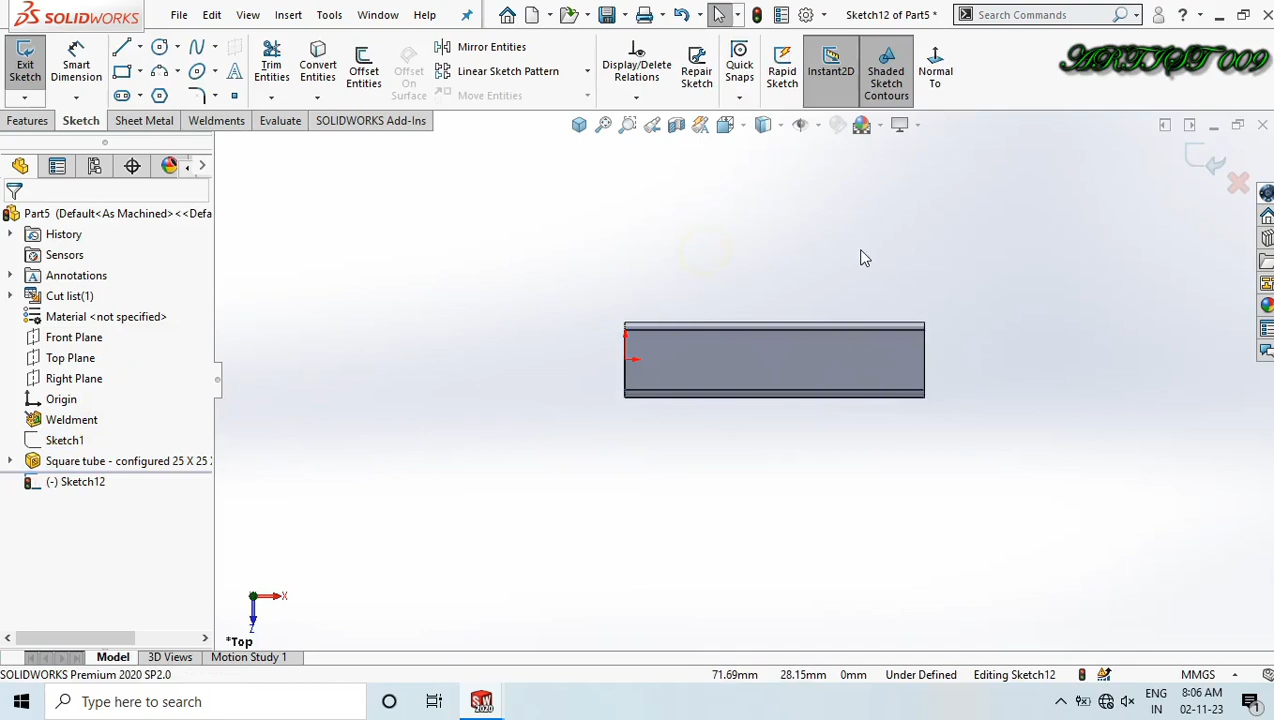 SOLIDWORKS File Edit View Insert Tools Window Help Sketch12 of Part5 * Search Commands
ARTIST 009
Exit Sketch
Smart Dimension
Trim Entities
Convert Entities
Offset Entities
Offset On Surface
Mirror Entities
Linear Sketch Pattern
Move Entities
Display/Delete Relations
Repair Sketch
Quick Snaps
Rapid Sketch
Instant2D
Shaded Sketch Contours
Normal To
Features Sketch Sheet Metal Weldments Evaluate SOLIDWORKS Add-Ins
Part5 (Default<As Machined><<Defa
History
Sensors
Annotations
Cut list(1)
Material <not specified>
Front Plane
Top Plane
Right Plane
Origin
Weldment
Sketch1
Square tube - configured 25 X 25
(-) Sketch12
X
Z
*Top
Model 3D Views Motion Study 1
SOLIDWORKS Premium 2020 SP2.0 71.69mm 28.15mm 0mm Under Defined Editing Sketch12 MMGS
Type here to search
SW
2020
ENG
IN
8:06 AM
02-11-23
1